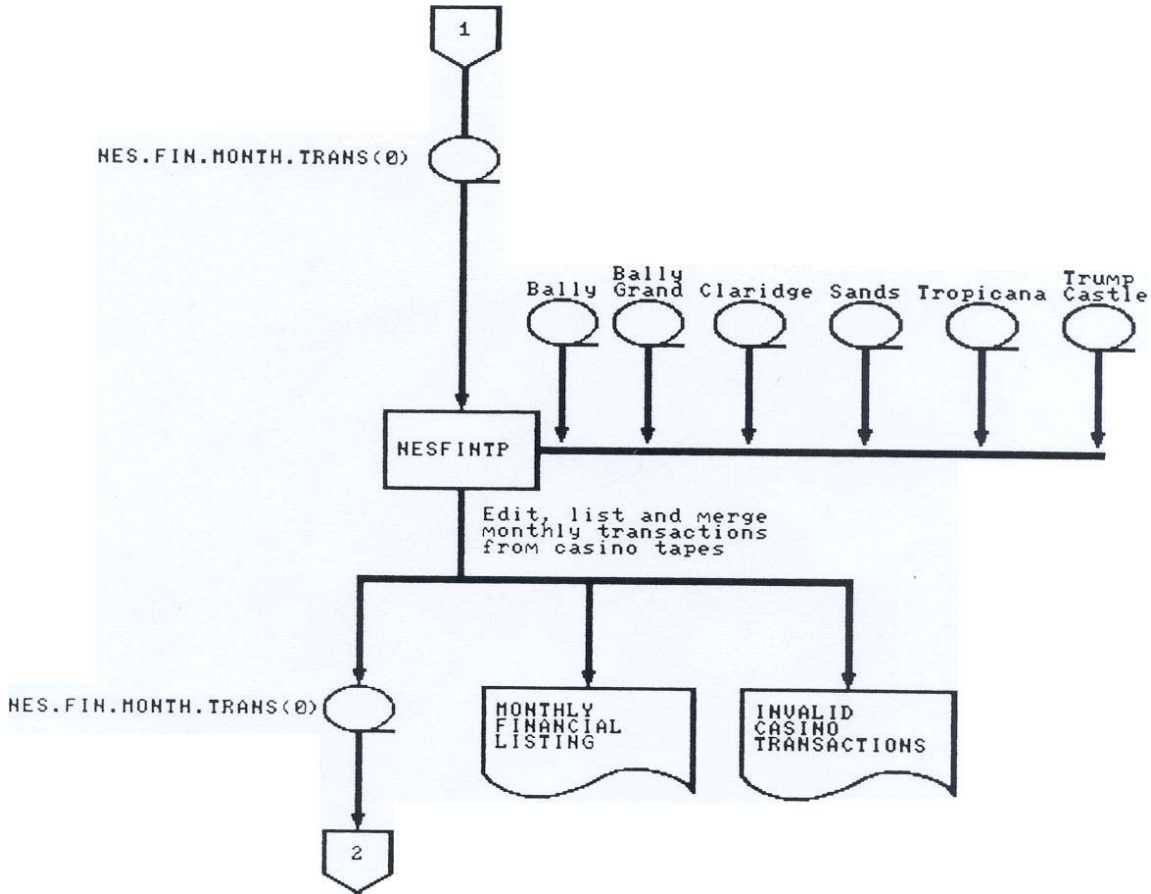 1
NES.FIN.MONTH.TRANS(0)
Bally
Bally
Grand
Claridge
Sands
Tropicana
Trump
Castle
NESFINTP
Edit, list and merge
monthly transactions
from casino tapes
NES.FIN.MONTH.TRANS(0)
MONTHLY
FINANCIAL
LISTING
INVALID
CASINO
TRANSACTIONS
2